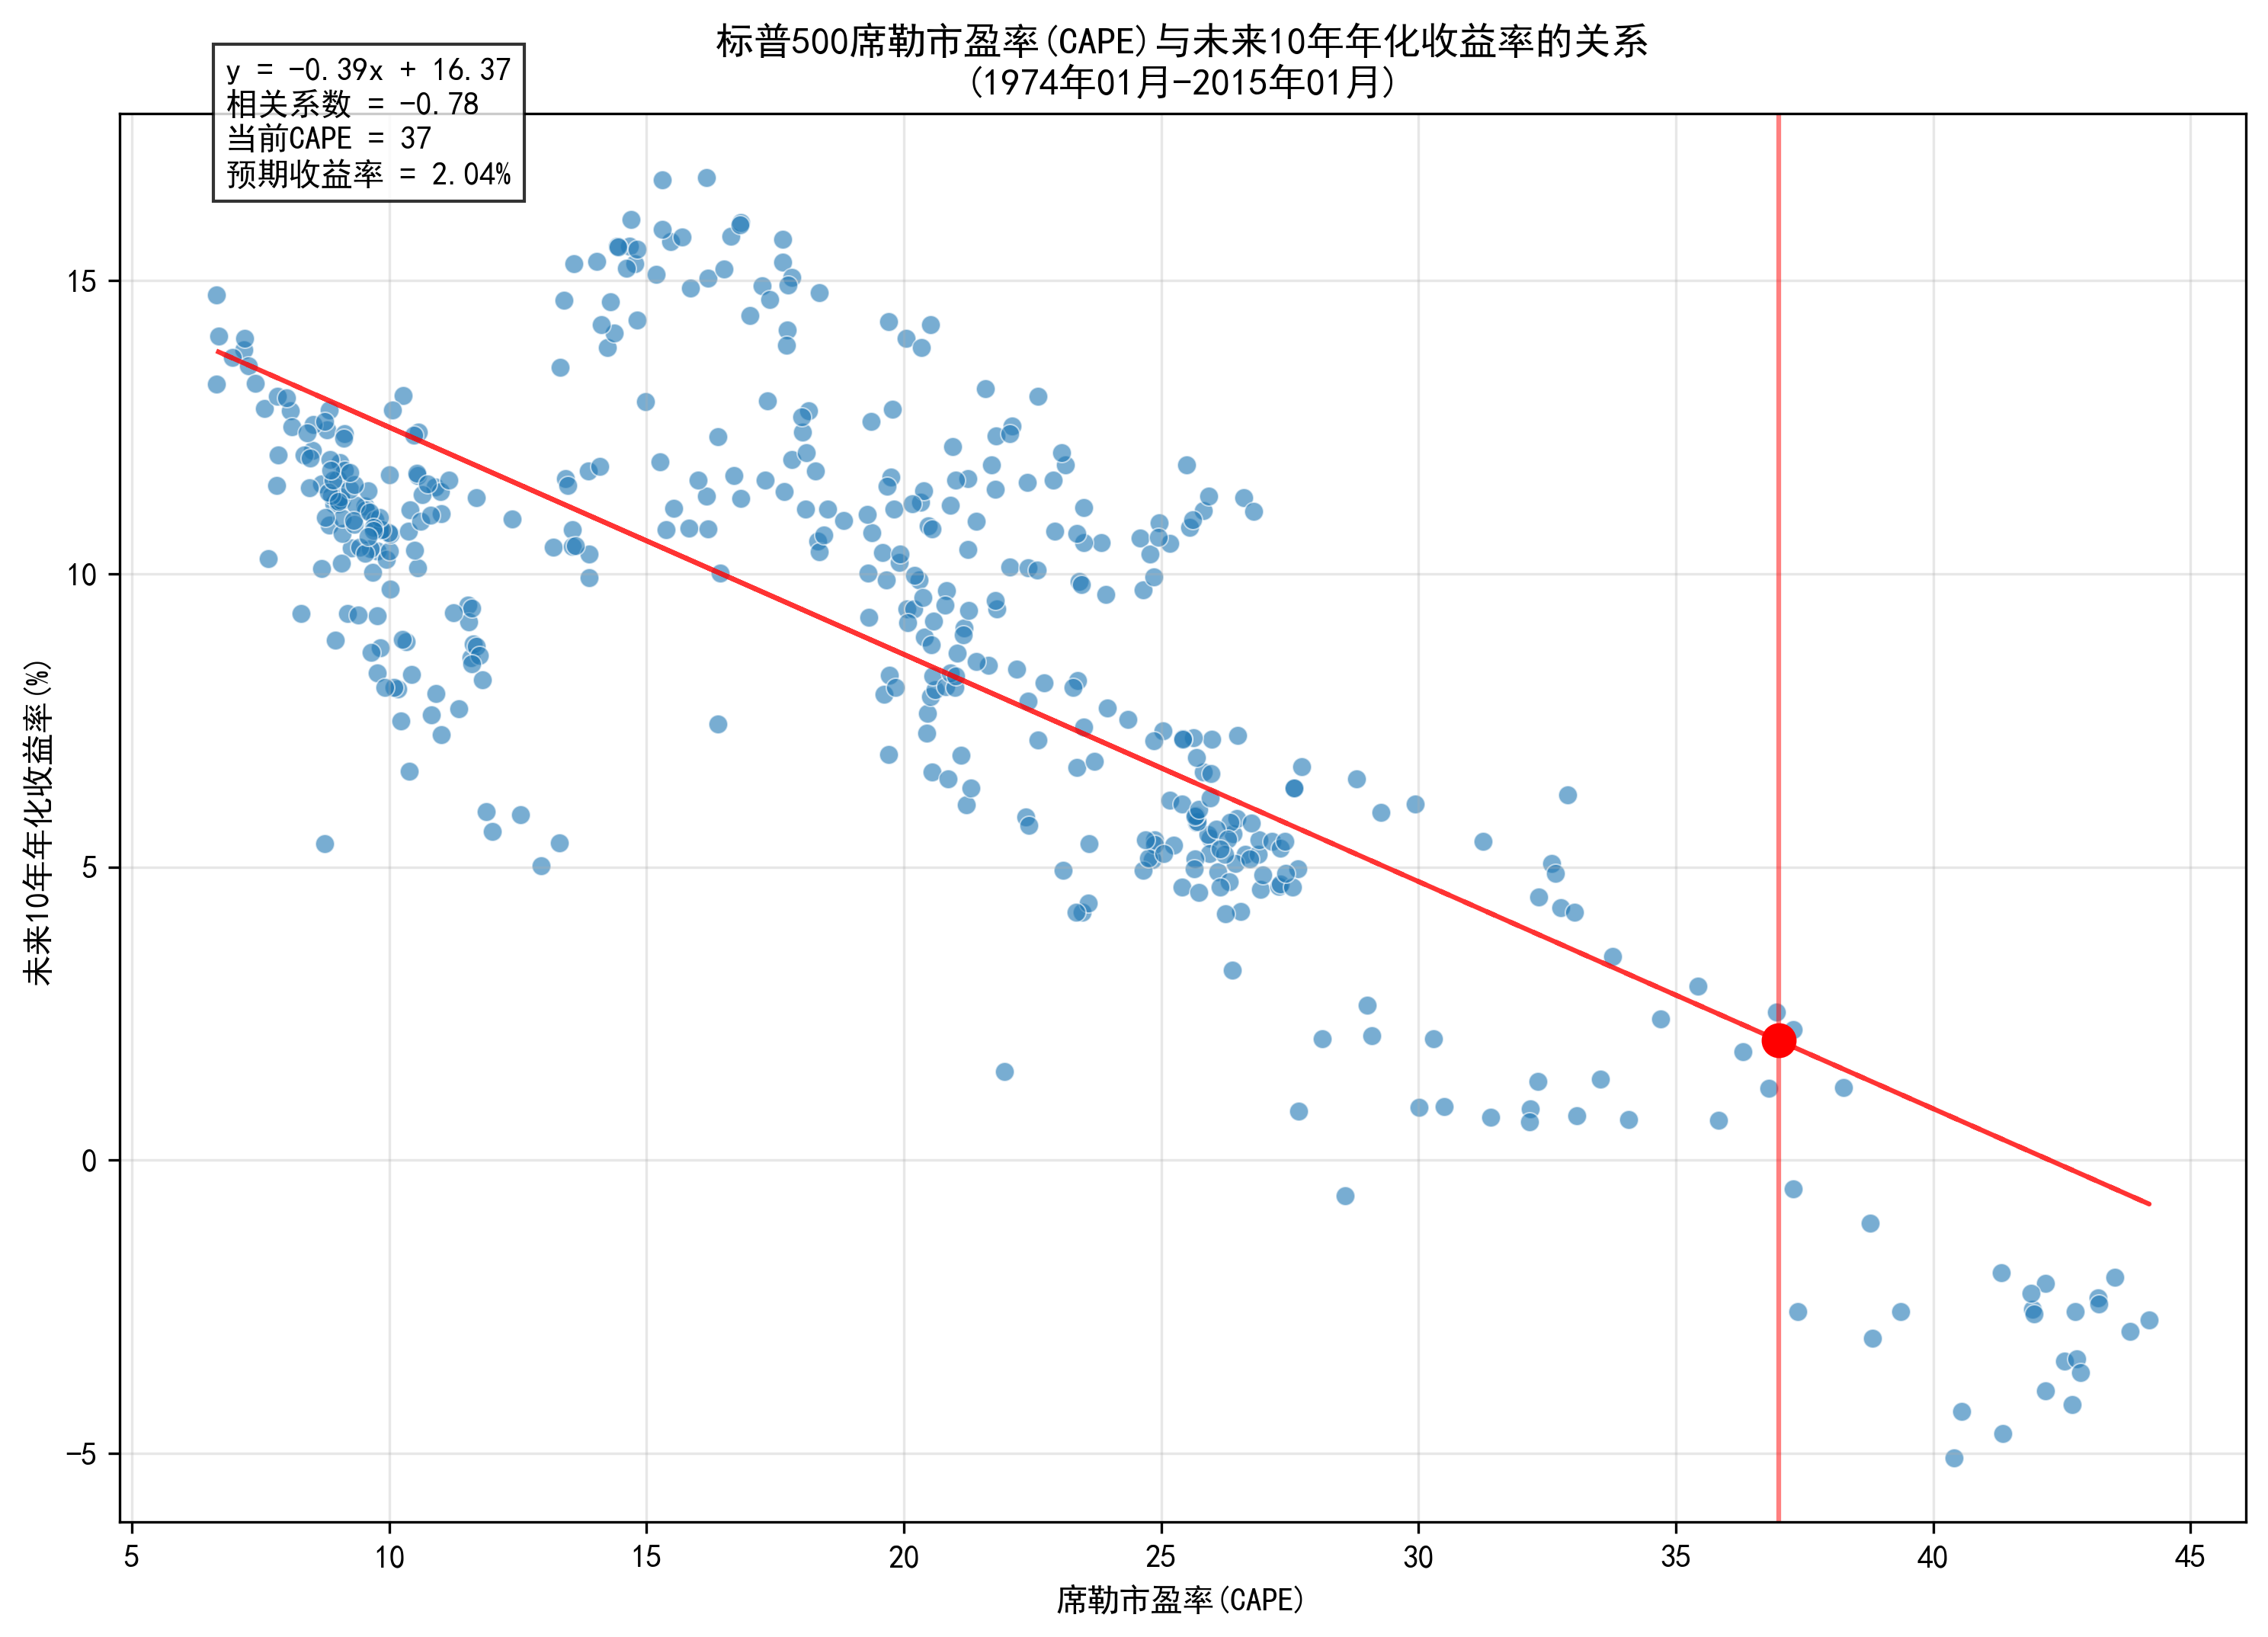 标普500席勒市盈率(CAPE)与未来10年年化收益率的关系
(1974年01月-2015年01月)
y = -0.39x + 16.37
相关系数 = -0.78
当前CAPE = 37
预期收益率 = 2.04%
未来10年年化收益率(%)
15
10
5
0
-5
5 10 15 20 25 30 35 40 45
席勒市盈率(CAPE)